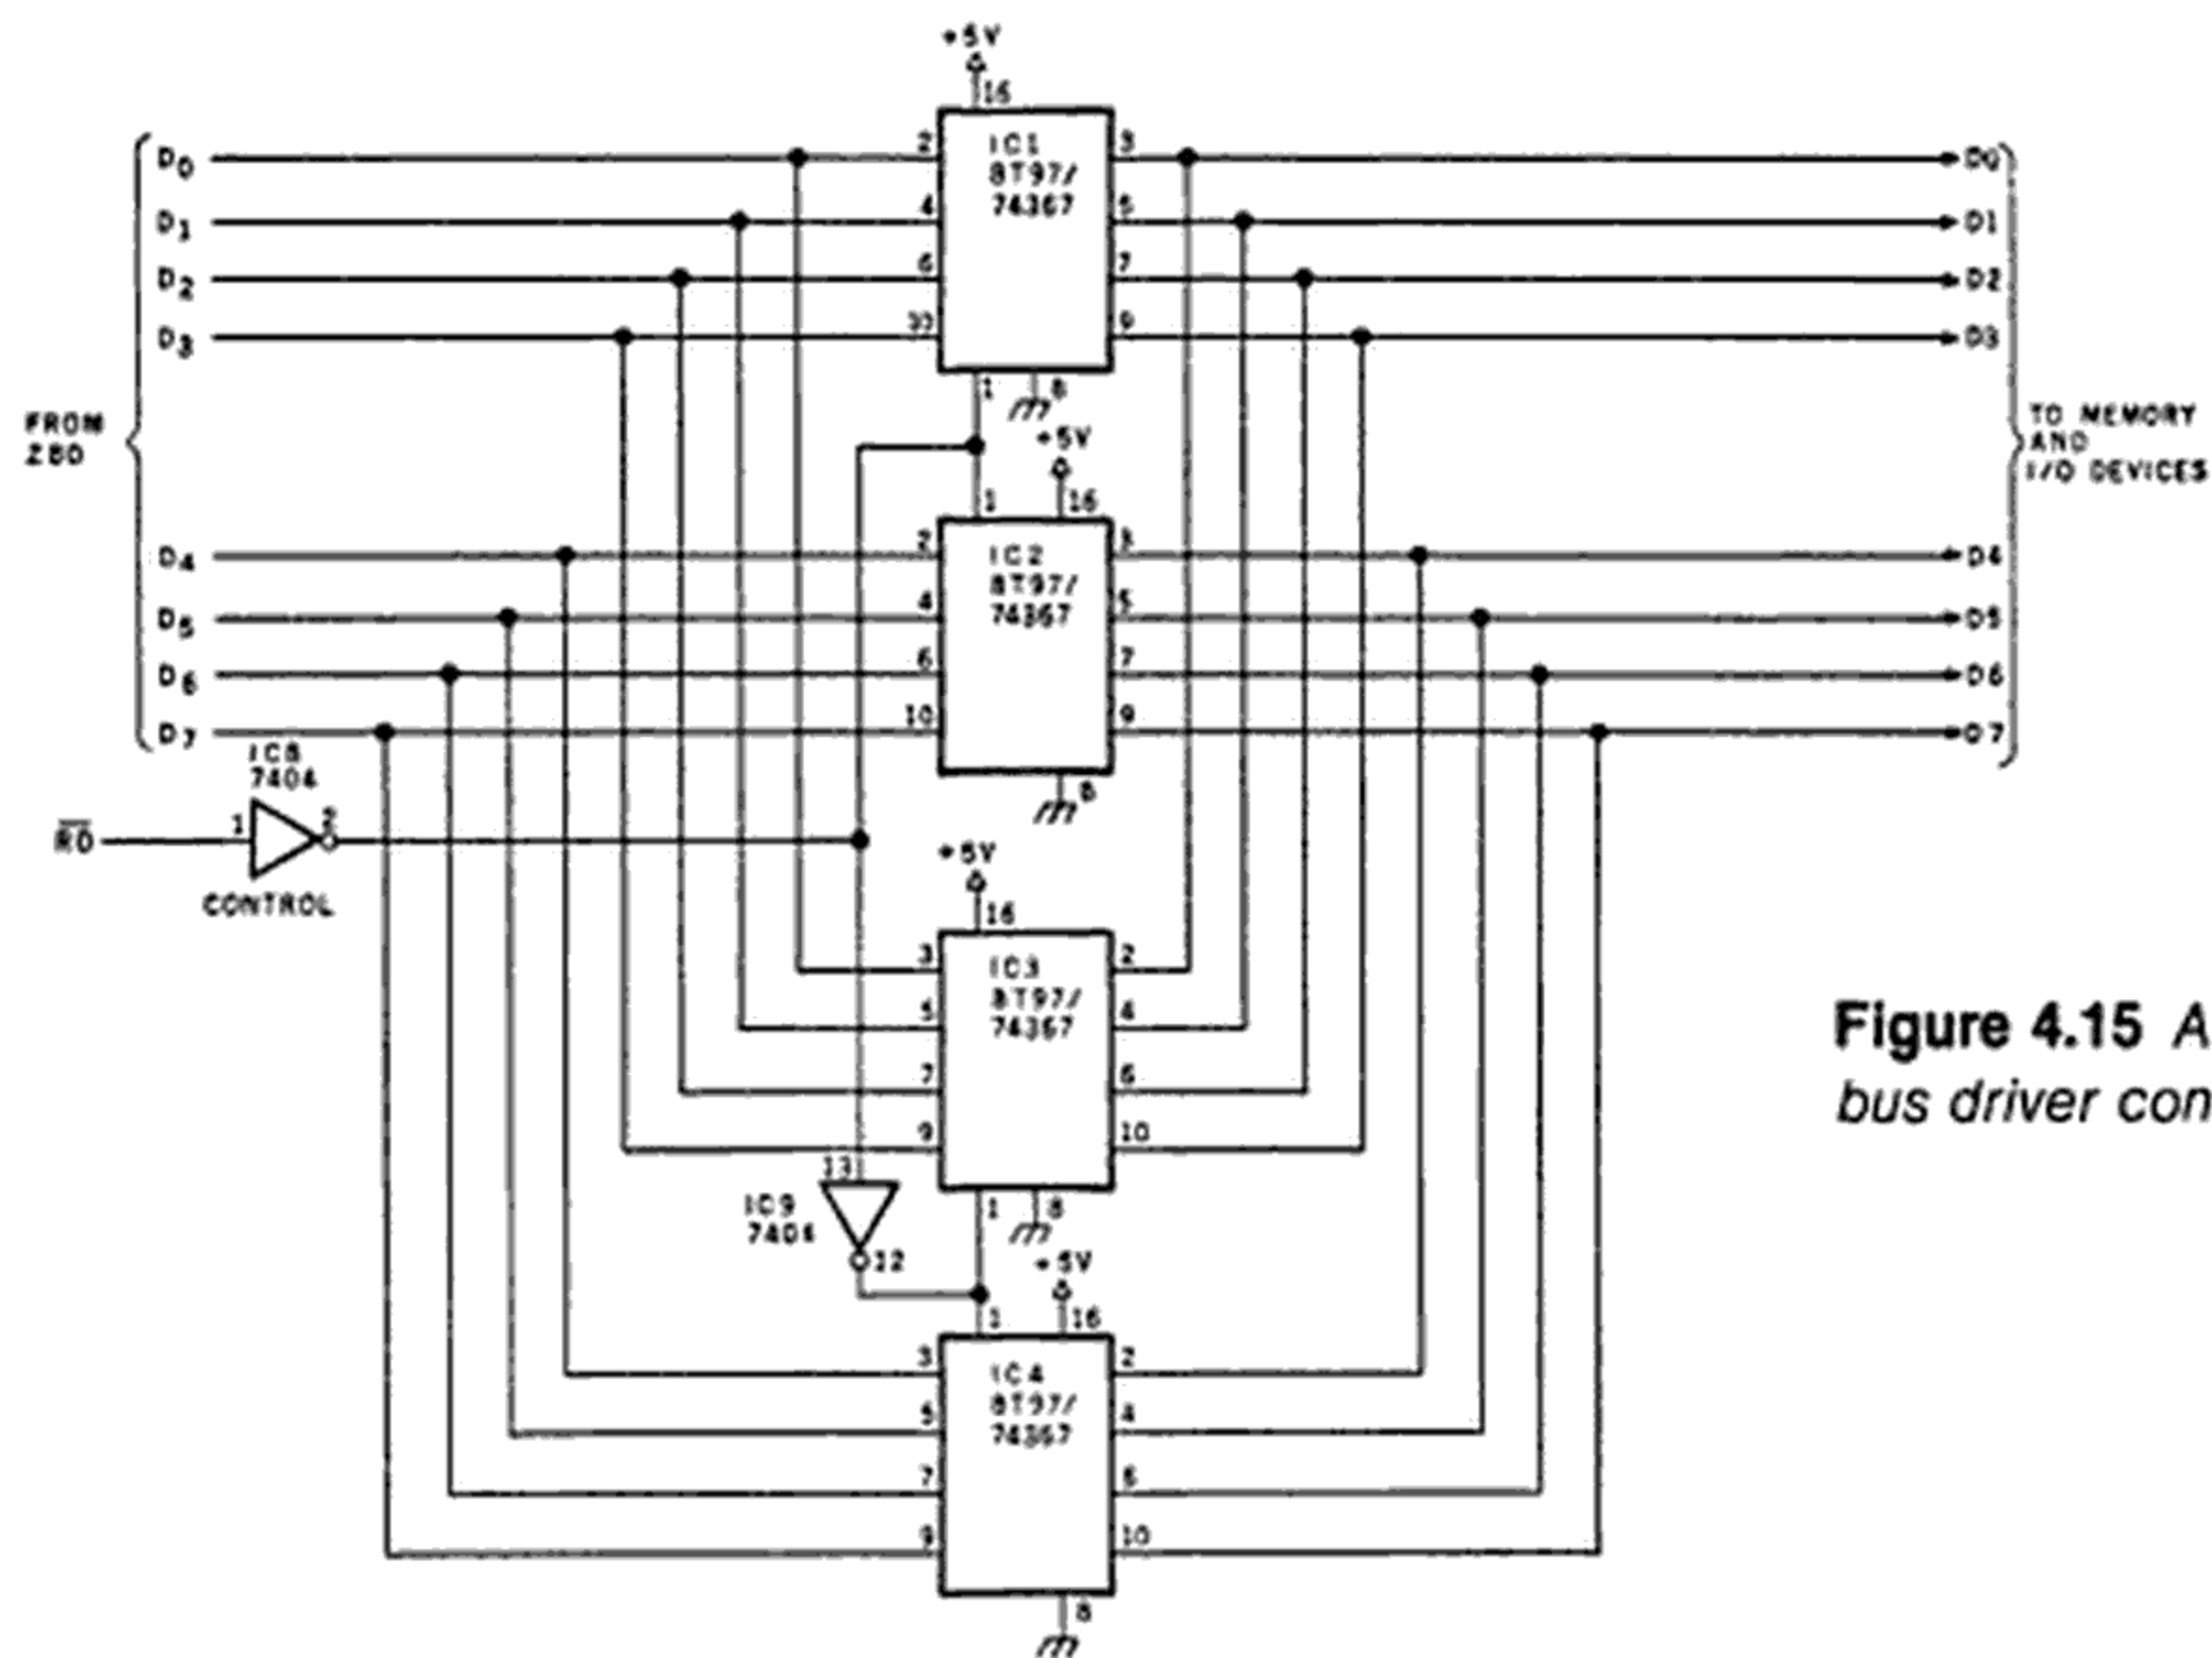 +5V
16
D0 2 IC1 3 D0
8T97/
D1 4 74367 5 D1
D2 6 7 D2
D3 10 9 D3
1 8
FROM
Z80
+5V
TO MEMORY
AND
I/O DEVICES
1 16
D4 2 IC2 3 D4
8T97/
D5 4 74367 5 D5
D6 6 7 D6
D7 10 9 D7
IC8
7404
8
RD 1 2
CONTROL
+5V
16
3 IC3 2
8T97/
5 74367 4
7 6
9 10
13
IC9
7404
1 8
12
+5V
1 16
3 IC4 2
8T97/
5 74367 4
7 6
9 10
8
Figure 4.15 A
bus driver con